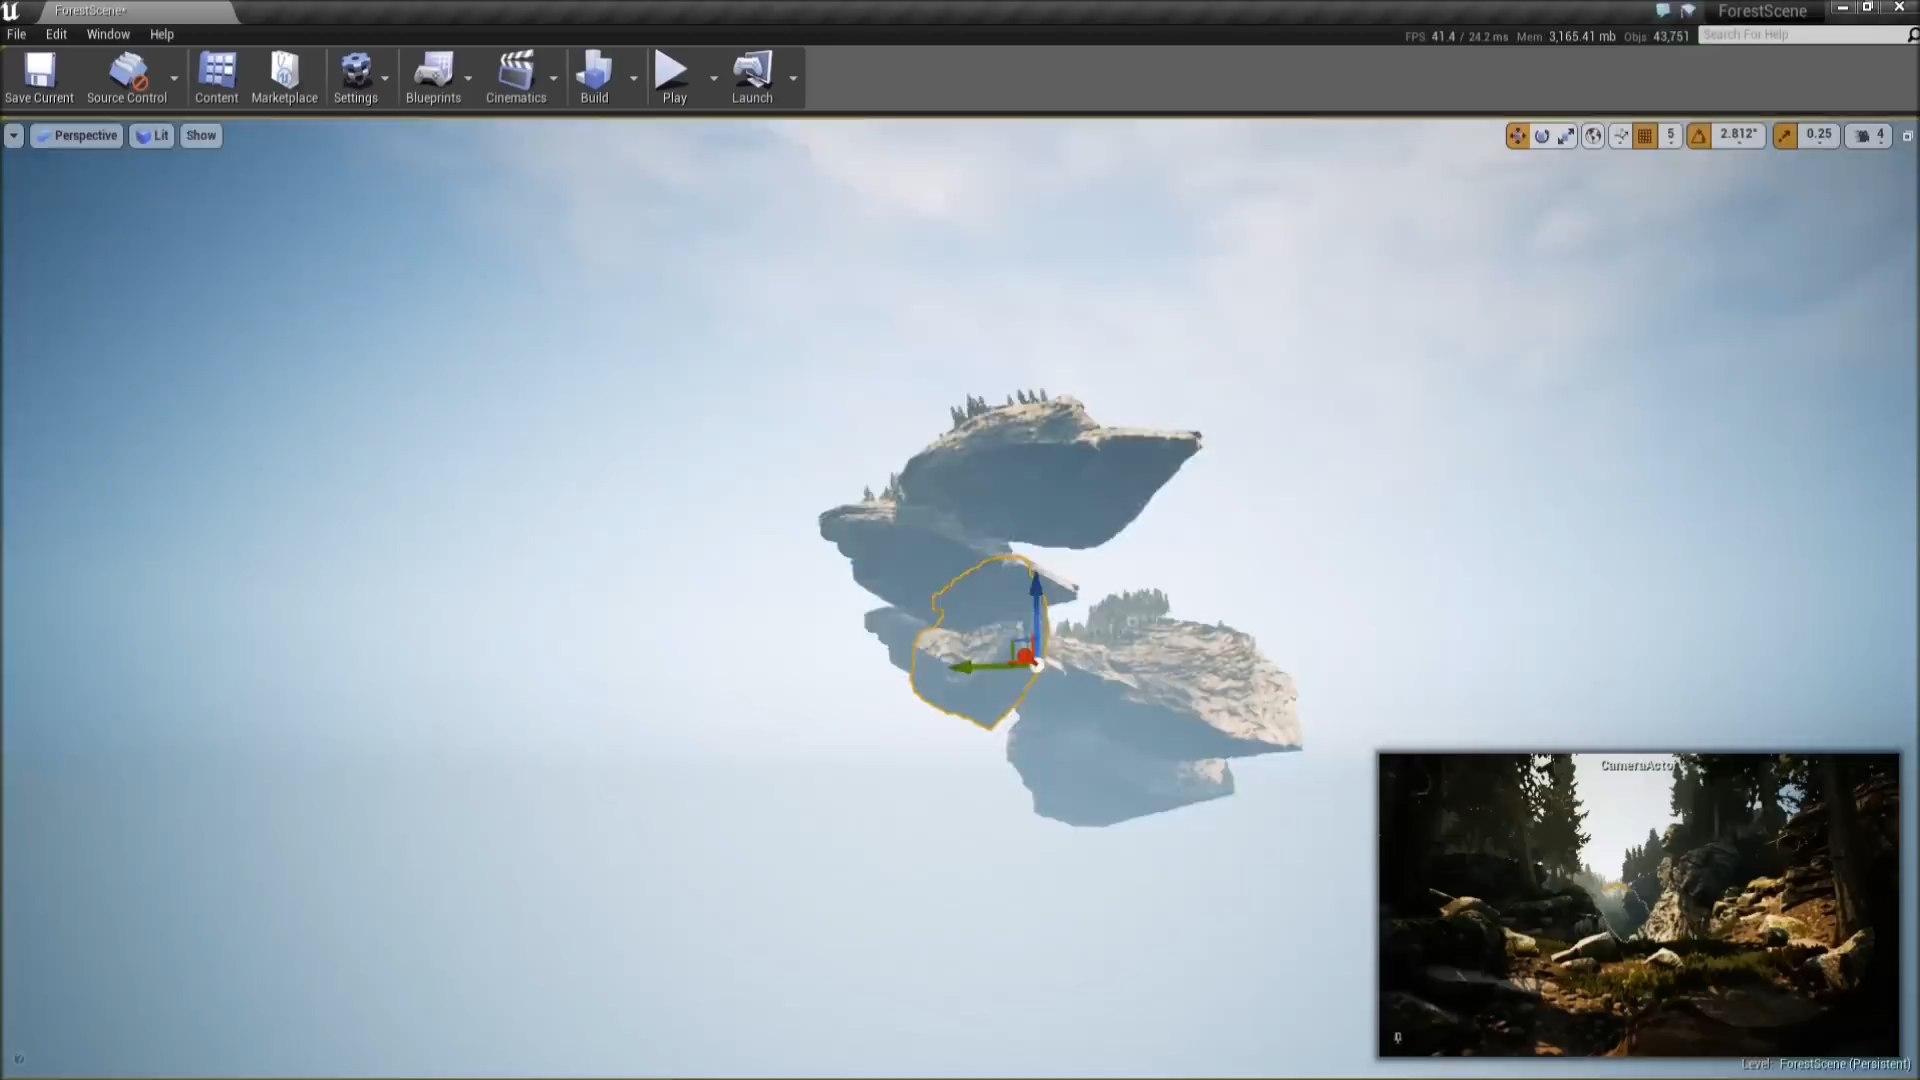 ForestScene*
ForestScene
File Edit Window Help
FPS: 41.4 / 24.2 ms Mem: 3,165.41 mb Objs: 43,751
Search For Help
Save Current Source Control Content Marketplace Settings Blueprints Cinematics Build Play Launch
Perspective Lit Show
5 2.812° 0.25 4
CameraActor
Level: ForestScene (Persistent)